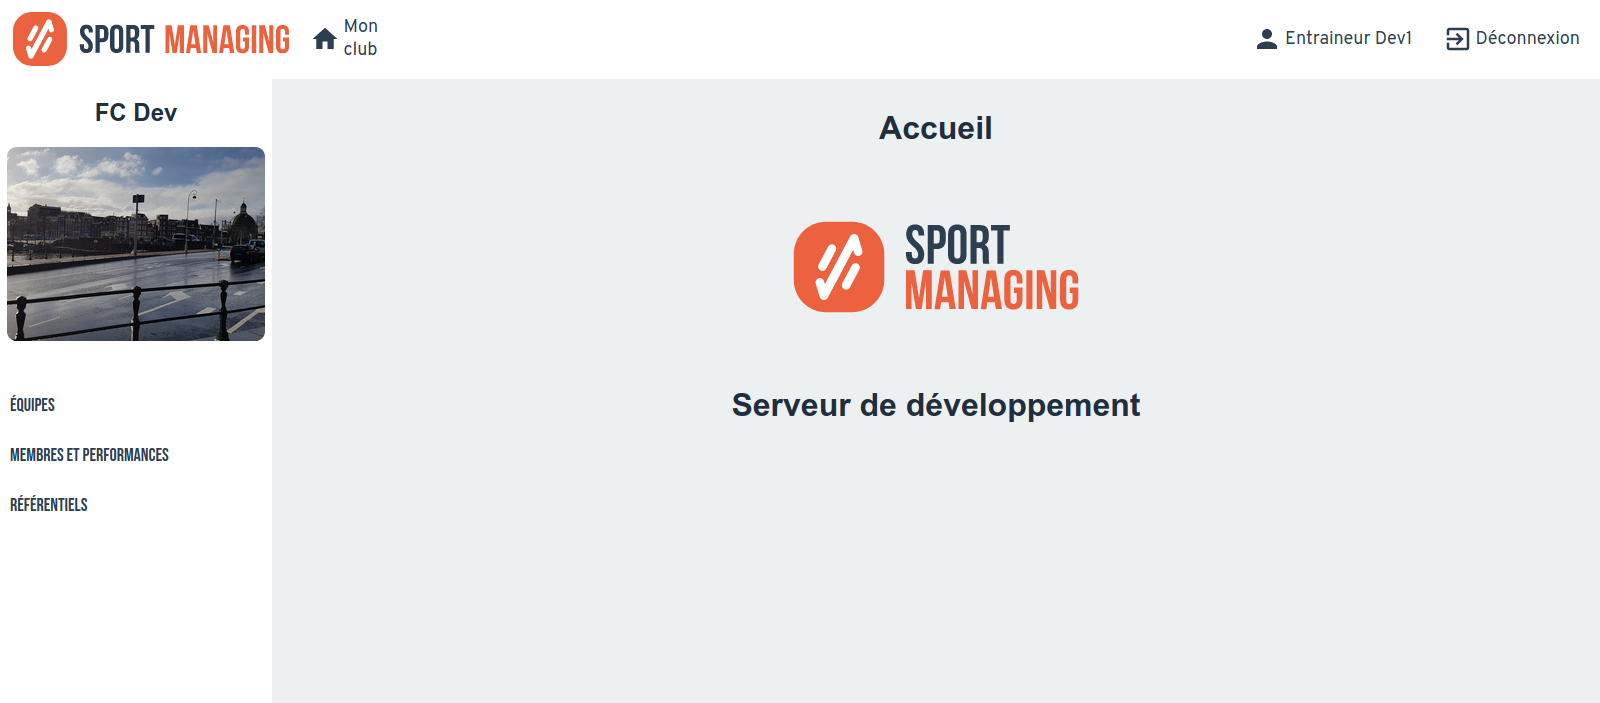 SPORT MANAGING
Mon
club
Entraineur Dev1
Déconnexion
FC Dev
ÉQUIPES
MEMBRES ET PERFORMANCES
RÉFÉRENTIELS
Accueil
SPORT
MANAGING
Serveur de développement